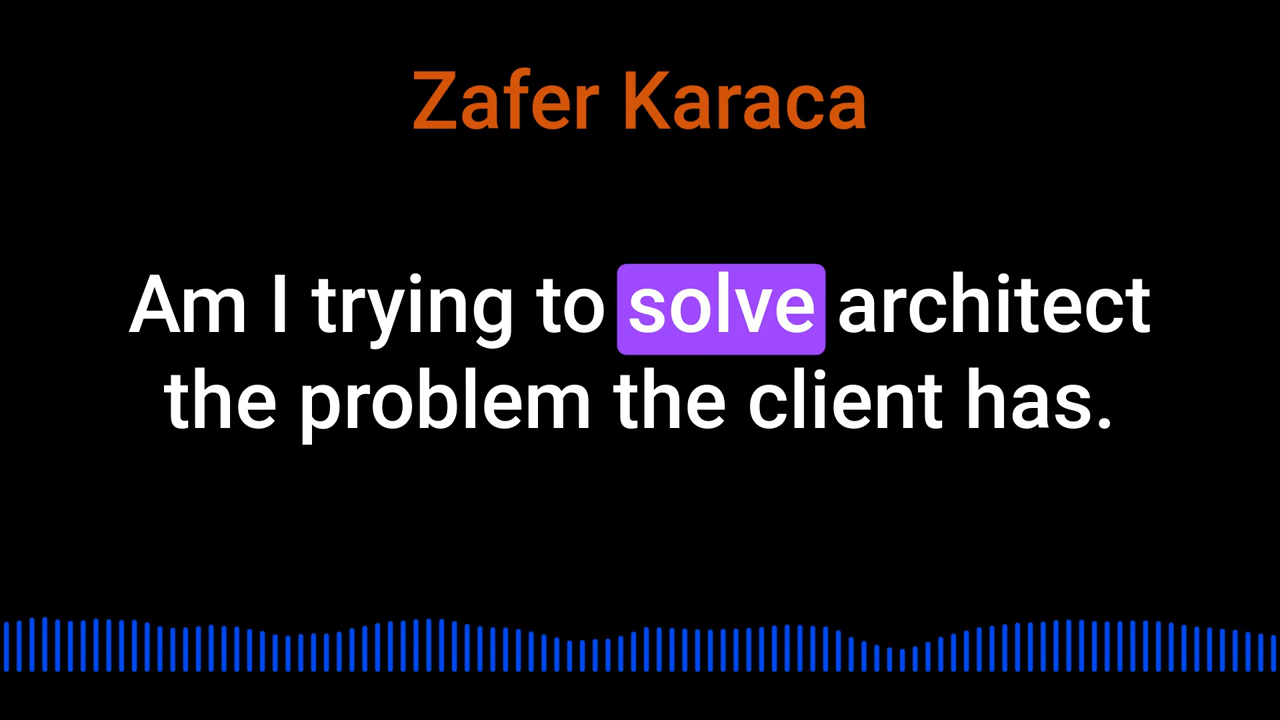 Zafer Karaca
Am I trying to solve architect
the problem the client has.